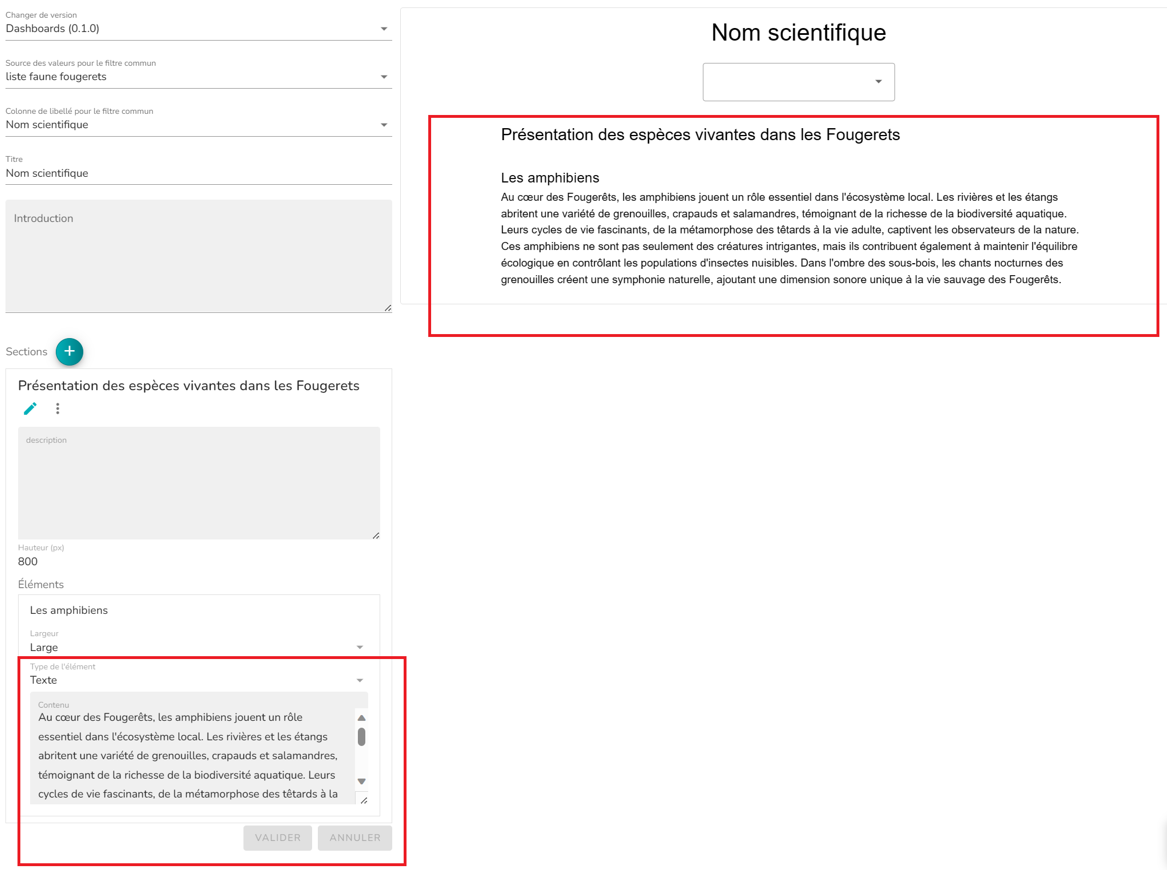 Changer de version
Dashboards (0.1.0)
Source des valeurs pour le filtre commun
liste faune fougerets
Colonne de libellé pour le filtre commun
Nom scientifique
Titre
Nom scientifique
Introduction
Sections
+
Présentation des espèces vivantes dans les Fougerets
description
Hauteur (px)
800
Éléments
Les amphibiens
Largeur
Large
Type de l'élément
Texte
Contenu
Au cœur des Fougerêts, les amphibiens jouent un rôle
essentiel dans l'écosystème local. Les rivières et les étangs
abritent une variété de grenouilles, crapauds et salamandres,
témoignant de la richesse de la biodiversité aquatique. Leurs
cycles de vie fascinants, de la métamorphose des têtards à la
VALIDER
ANNULER
Nom scientifique
Présentation des espèces vivantes dans les Fougerets
Les amphibiens
Au cœur des Fougerêts, les amphibiens jouent un rôle essentiel dans l'écosystème local. Les rivières et les étangs
abritent une variété de grenouilles, crapauds et salamandres, témoignant de la richesse de la biodiversité aquatique.
Leurs cycles de vie fascinants, de la métamorphose des têtards à la vie adulte, captivent les observateurs de la nature.
Ces amphibiens ne sont pas seulement des créatures intrigantes, mais ils contribuent également à maintenir l'équilibre
écologique en contrôlant les populations d'insectes nuisibles. Dans l'ombre des sous-bois, les chants nocturnes des
grenouilles créent une symphonie naturelle, ajoutant une dimension sonore unique à la vie sauvage des Fougerêts.